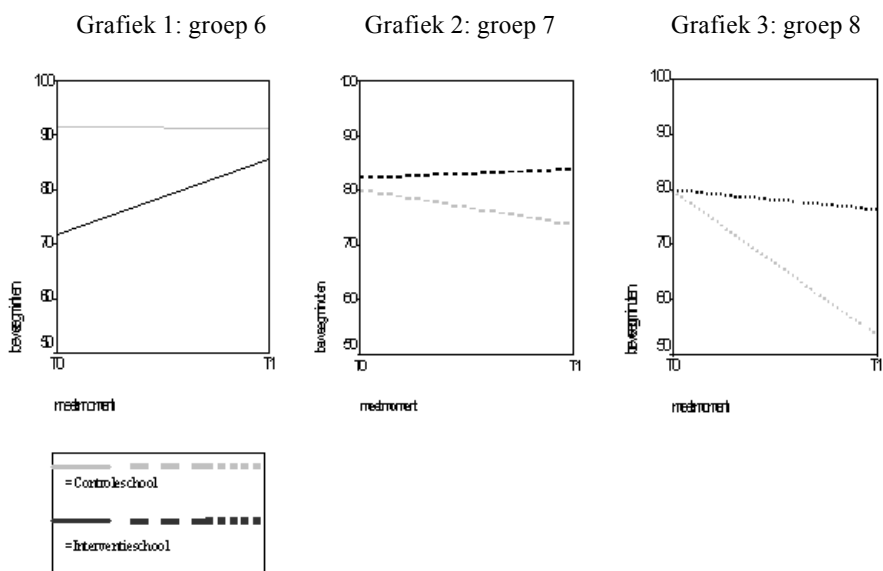 Grafiek 1: groep 6
Grafiek 2: groep 7
Grafiek 3: groep 8
100
90
80
70
60
50
beweegminuten
T0
T1
meetmoment
100
90
80
70
60
50
beweegminuten
T0
T1
meetmoment
100
90
80
70
60
50
beweegminuten
T0
T1
meetmoment
=Controleschool
=Interventieschool